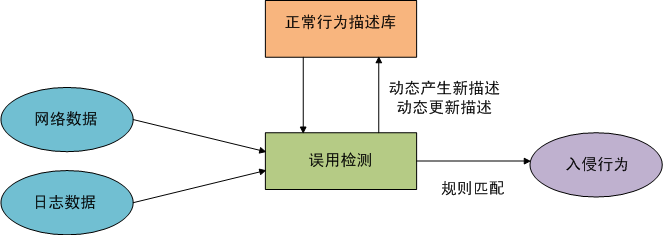 正常行为描述库
动态产生新描述
动态更新描述
网络数据
误用检测
入侵行为
规则匹配
日志数据